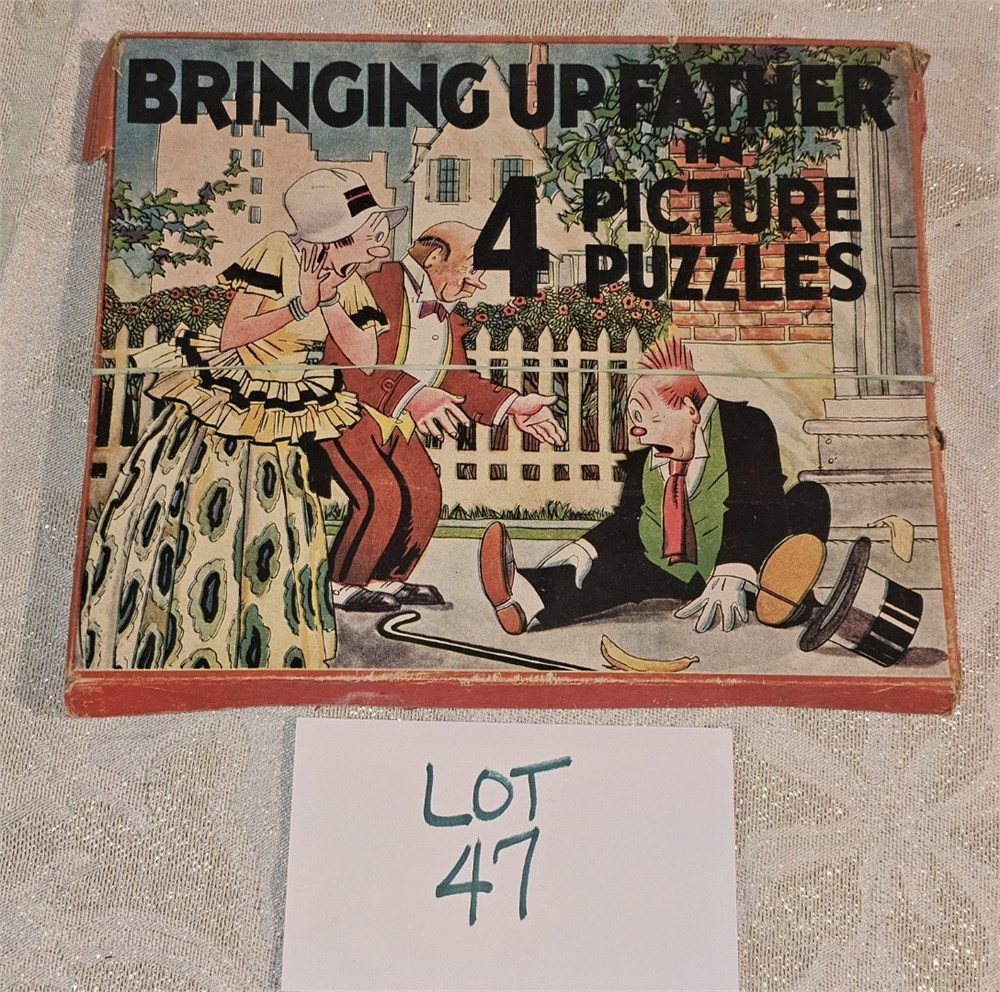 BRINGING UP FATHER
IN
4 PICTURE
PUZZLES
LOT
47